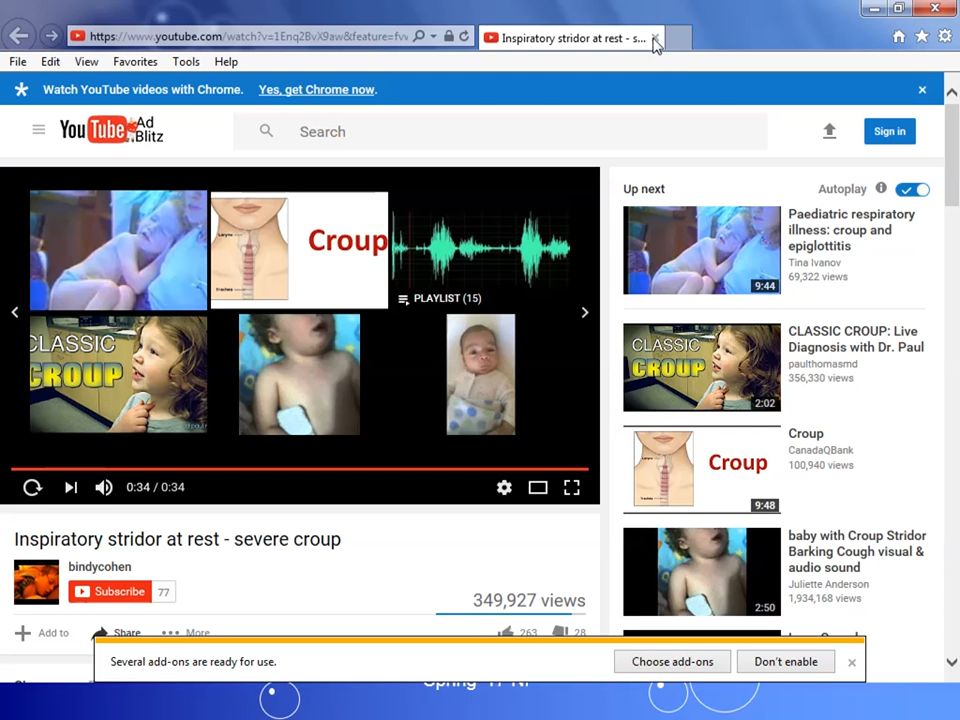 https://www.youtube.com/watch?v=1Enq2BvX9aw&feature=fvv
Inspiratory stridor at rest - s...
File Edit View Favorites Tools Help
Watch YouTube videos with Chrome. Yes, get Chrome now.
YouTube Ad Blitz
Search
Sign in
Larynx
Croup
Trachea
PLAYLIST (15)
CLASSIC
CROUP
0:34 / 0:34
Inspiratory stridor at rest - severe croup
bindycohen
Subscribe 77
349,927 views
Add to Share More 263 28
Up next Autoplay
Paediatric respiratory
illness: croup and
epiglottitis
Tina Ivanov
69,322 views
9:44
CLASSIC CROUP: Live
Diagnosis with Dr. Paul
paulthomasmd
356,330 views
CLASSIC
CROUP
2:02
Croup
CanadaQBank
100,940 views
Croup
9:48
baby with Croup Stridor
Barking Cough visual &
audio sound
Juliette Anderson
1,934,168 views
2:50
Several add-ons are ready for use. Choose add-ons Don't enable